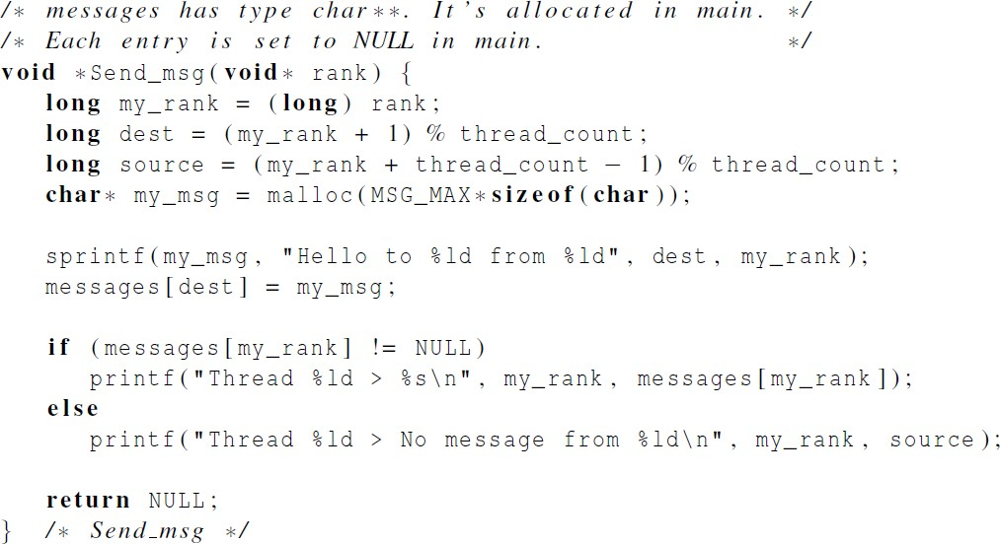 /* messages has type char**. It's allocated in main. */
/* Each entry is set to NULL in main. */
void *Send_msg(void* rank) {
   long my_rank = (long) rank;
   long dest = (my_rank + 1) % thread_count;
   long source = (my_rank + thread_count − 1) % thread_count;
   char* my_msg = malloc(MSG_MAX*sizeof(char));

   sprintf(my_msg, "Hello to %ld from %ld", dest, my_rank);
   messages[dest] = my_msg;

   if (messages[my_rank] != NULL)
      printf("Thread %ld > %s\n", my_rank, messages[my_rank]);
   else
      printf("Thread %ld > No message from %ld\n", my_rank, source);

   return NULL;
}  /* Send_msg */